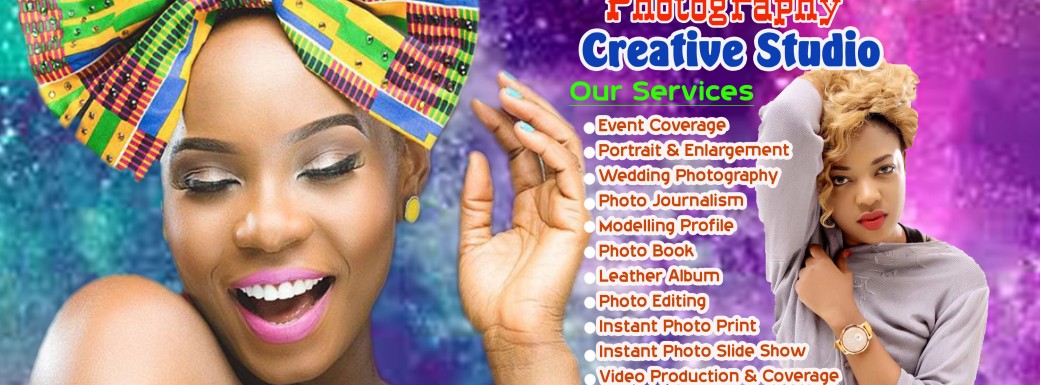 Photography
Creative Studio
Our Services
Event Coverage
Portrait & Enlargement
Wedding Photography
Photo Journalism
Modelling Profile
Photo Book
Leather Album
Photo Editing
Instant Photo Print
Instant Photo Slide Show
Video Production & Coverage